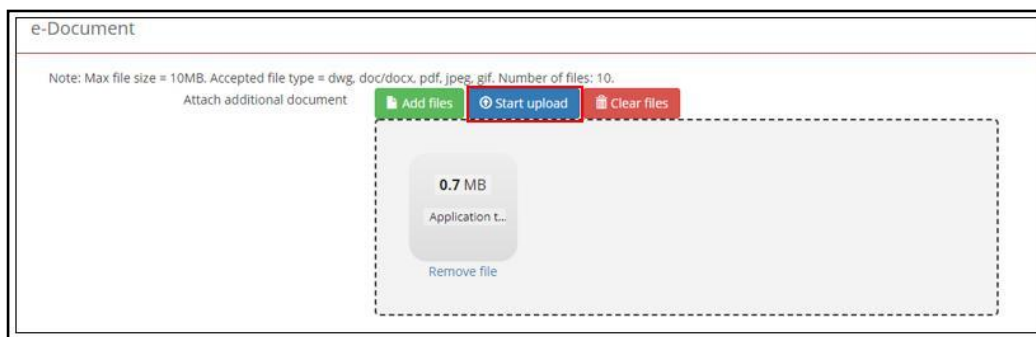 e-Document
Note: Max file size = 10MB. Accepted file type = dwg, doc/docx, pdf, jpeg, gif. Number of files: 10.
Attach additional document
Add files
Start upload
Clear files
0.7 MB
Application t...
Remove file